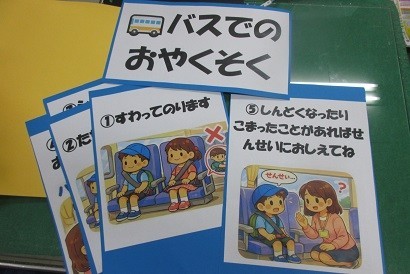 バスでの
おやくそく
①すわってのります
②た
⑤しんどくなったり
こまったことがあればせ
んせいにおしえてね
せんせい…
?